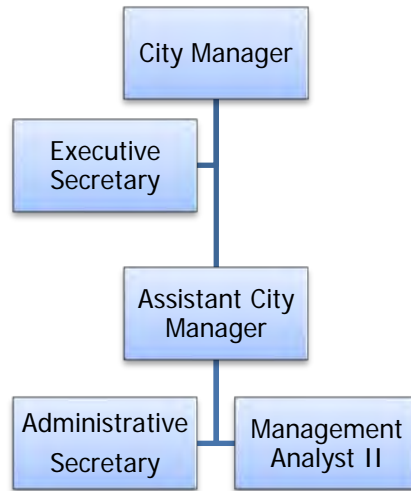 City Manager
Executive
Secretary
Assistant City
Manager
Administrative
Secretary
Management
Analyst II